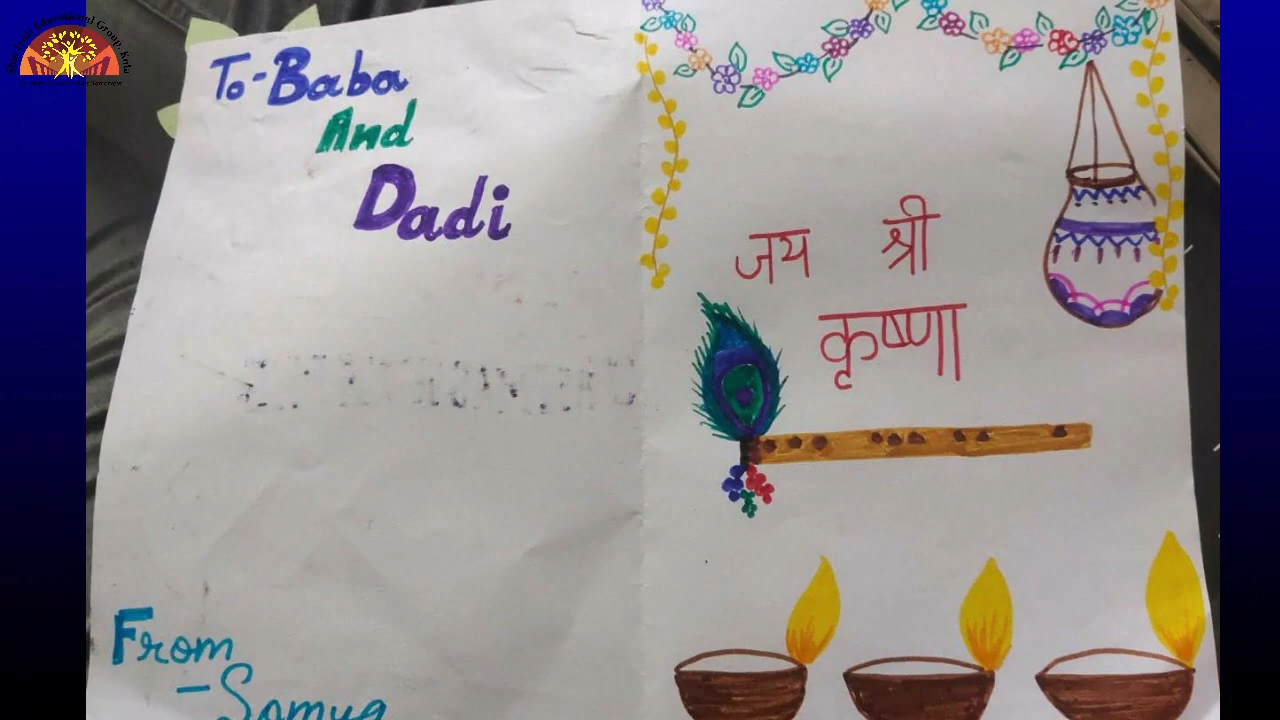 To-Baba
And
Dadi
From
-Somya
जय श्री
कृष्णा